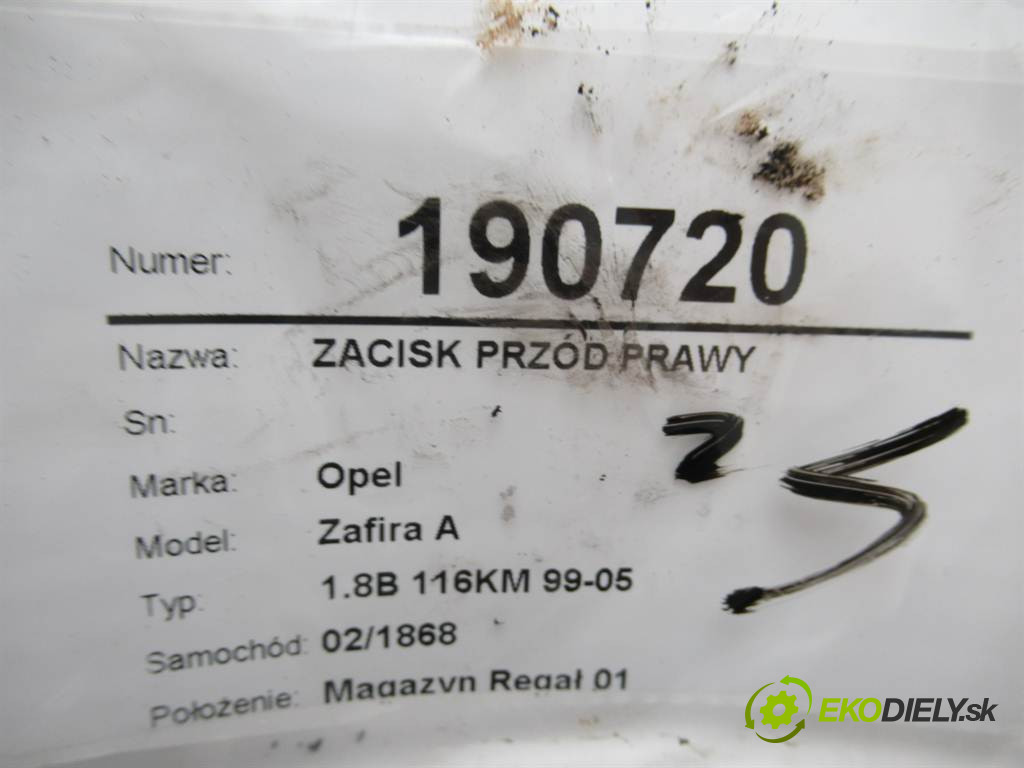 Numer: 190720
Nazwa: ZACISK PRZÓD PRAWY
Sn:
Marka: Opel
Model: Zafira A
Typ: 1.8B 116KM 99-05
Samochód: 02/1868
Położenie: Magazyn Regał 01
EKODIELY.sk